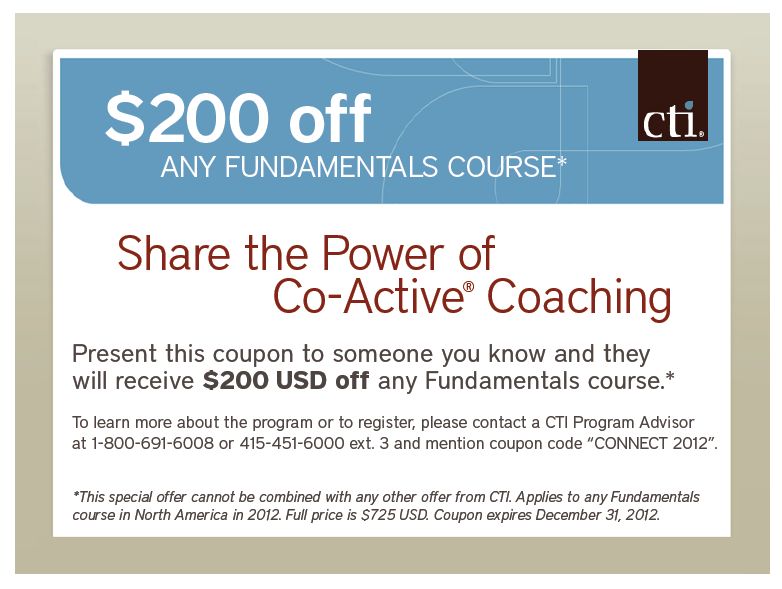 $200 off
ANY FUNDAMENTALS COURSE*
cti®
Share the Power of
Co-Active® Coaching
Present this coupon to someone you know and they
will receive $200 USD off any Fundamentals course.*
To learn more about the program or to register, please contact a CTI Program Advisor
at 1-800-691-6008 or 415-451-6000 ext. 3 and mention coupon code “CONNECT 2012”.
*This special offer cannot be combined with any other offer from CTI. Applies to any Fundamentals
course in North America in 2012. Full price is $725 USD. Coupon expires December 31, 2012.